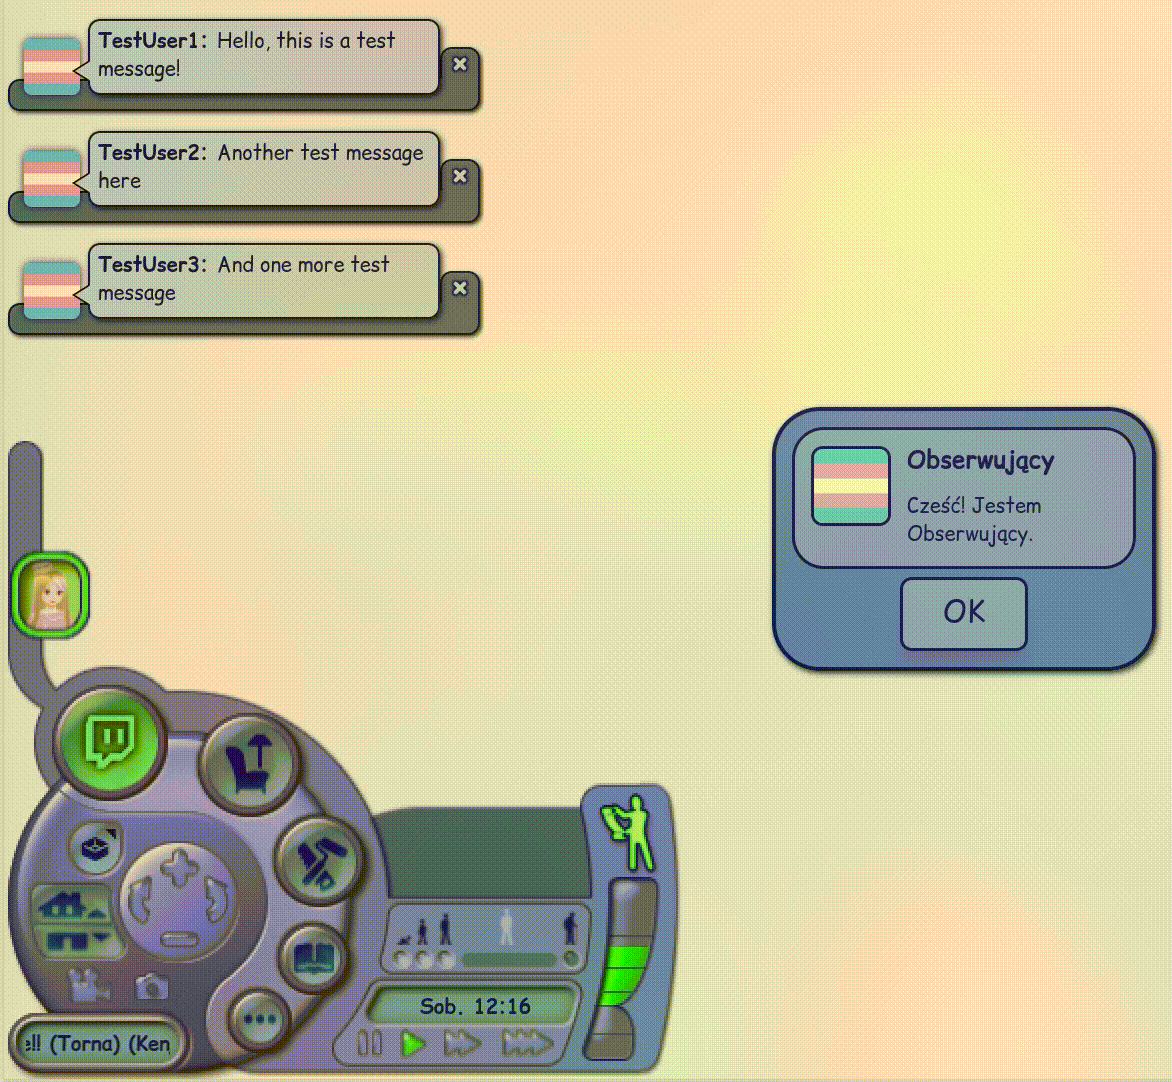 TestUser1: Hello, this is a test
message!
TestUser2: Another test message
here
TestUser3: And one more test
message
Obserwujący
Cześć! Jestem
Obserwujący.
OK
Sob. 12:16
!! (Torna) (Ken